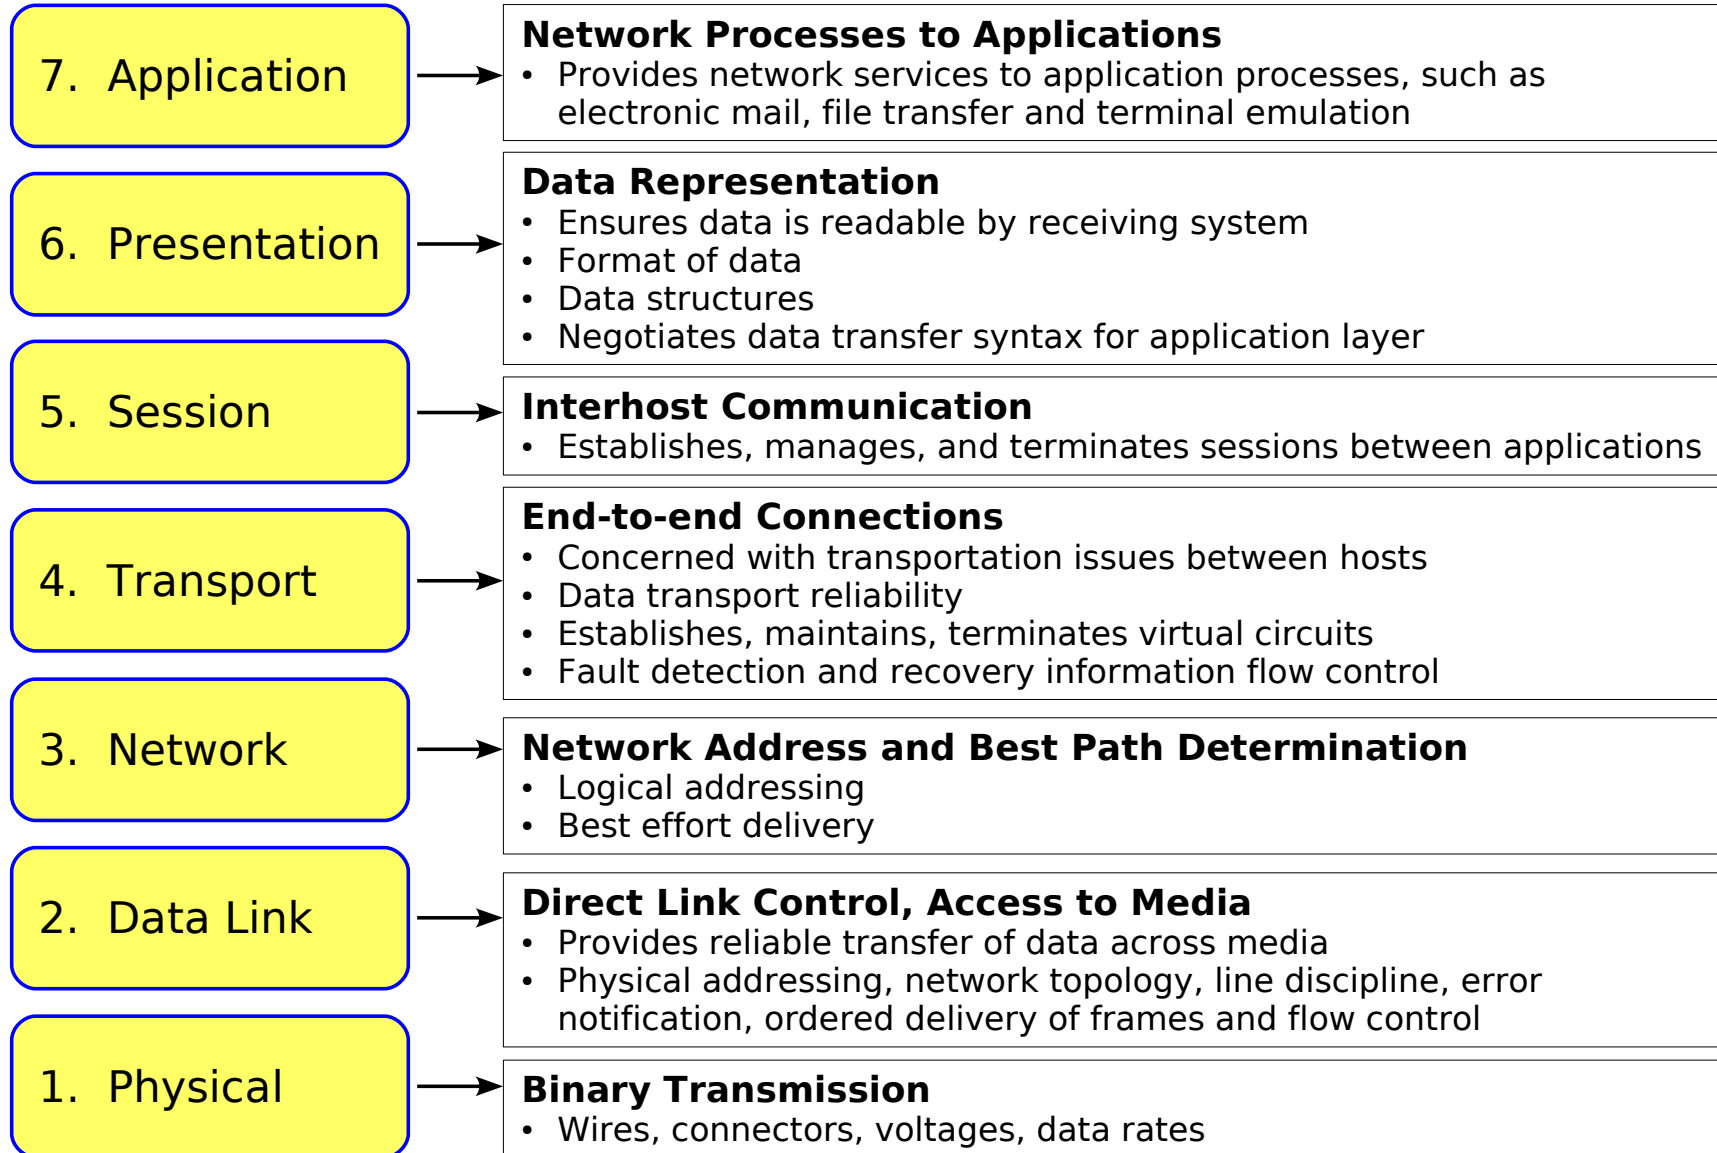 7. Application
Network Processes to Applications
• Provides network services to application processes, such as
electronic mail, file transfer and terminal emulation
6. Presentation
Data Representation
• Ensures data is readable by receiving system
• Format of data
• Data structures
• Negotiates data transfer syntax for application layer
5. Session
Interhost Communication
• Establishes, manages, and terminates sessions between applications
4. Transport
End-to-end Connections
• Concerned with transportation issues between hosts
• Data transport reliability
• Establishes, maintains, terminates virtual circuits
• Fault detection and recovery information flow control
3. Network
Network Address and Best Path Determination
• Logical addressing
• Best effort delivery
2. Data Link
Direct Link Control, Access to Media
• Provides reliable transfer of data across media
• Physical addressing, network topology, line discipline, error
notification, ordered delivery of frames and flow control
1. Physical
Binary Transmission
• Wires, connectors, voltages, data rates